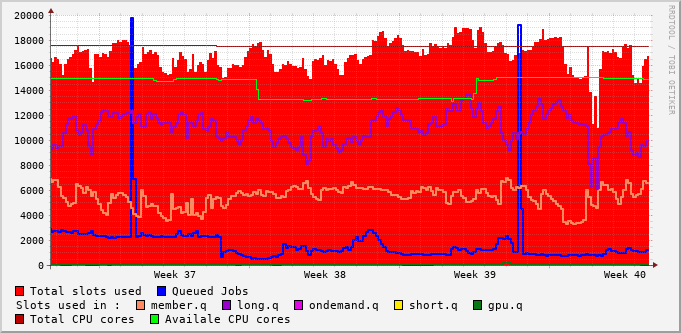 20000
18000
16000
14000
12000
10000
8000
6000
4000
2000
0
Week 37 Week 38 Week 39 Week 40
RRDTOOL / TOBI OETIKER
Total slots used Queued Jobs
Slots used in : member.q long.q ondemand.q short.q gpu.q
Total CPU cores Availale CPU cores